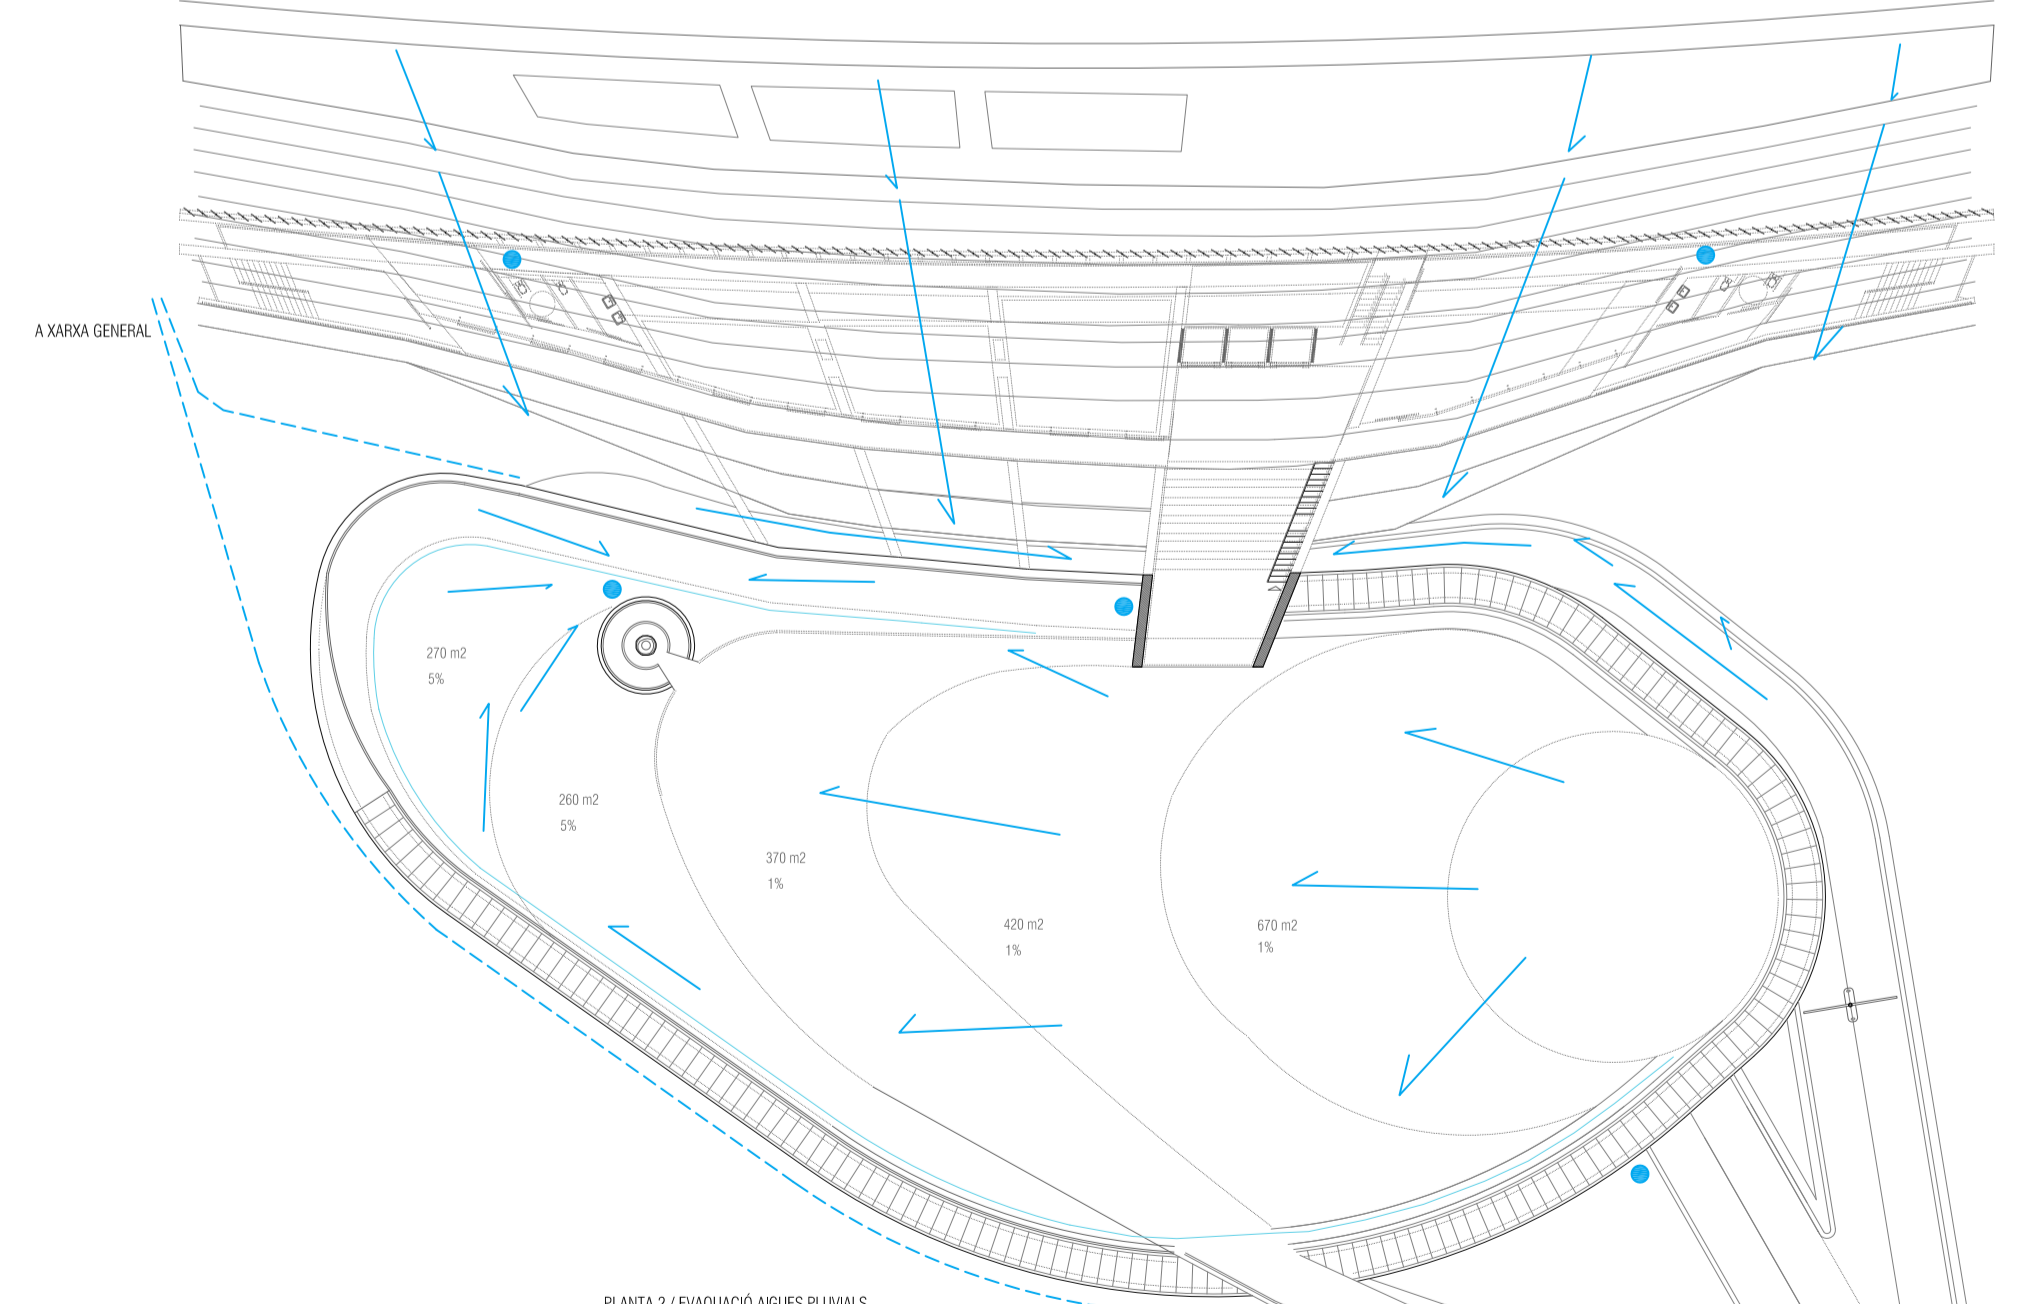 A XARXA GENERAL
270 m2
5%
260 m2
5%
370 m2
1%
420 m2
1%
670 m2
1%
PLANTA 2 / EVAQUACIÓ AIGUES PLUVIALS